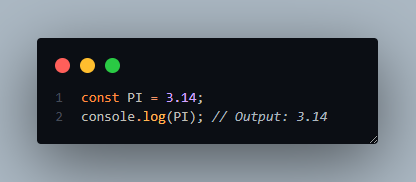 1 const PI = 3.14;
2 console.log(PI); // Output: 3.14